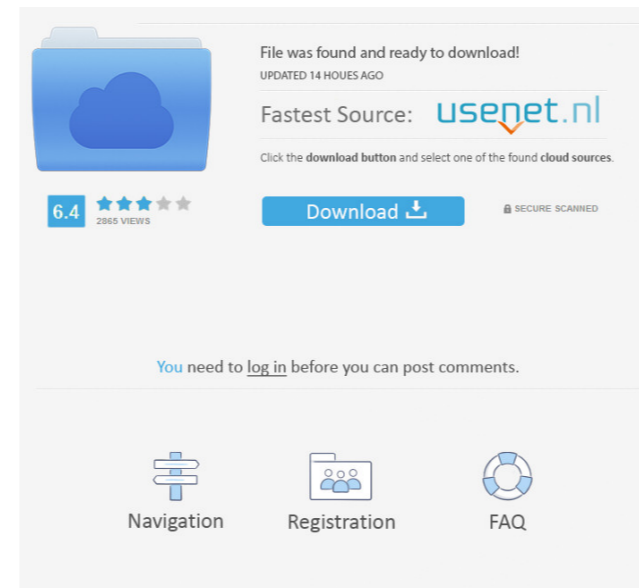 File was found and ready to download!
UPDATED 14 HOUES AGO
Fastest Source: usenet.nl
Click the download button and select one of the found cloud sources.
6.4
2865 VIEWS
Download
SECURE SCANNED
You need to log in before you can post comments.
Navigation
Registration
FAQ